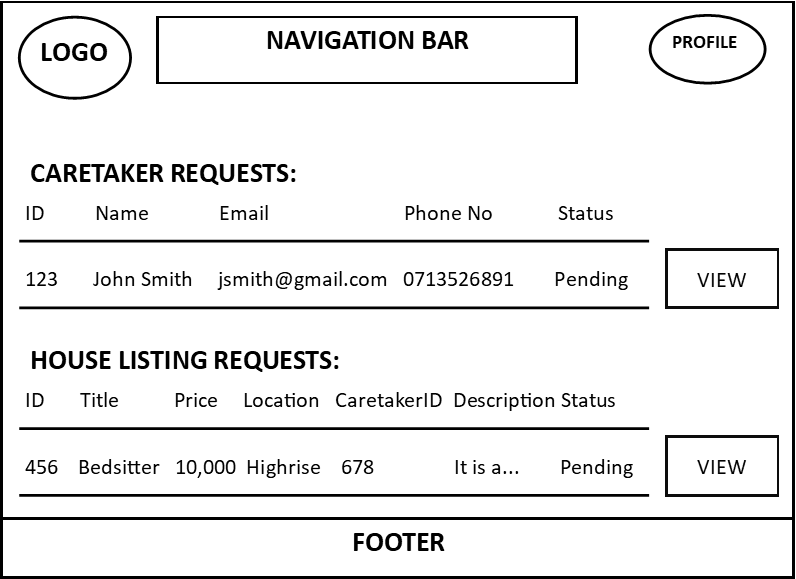 LOGO NAVIGATION BAR PROFILE
CARETAKER REQUESTS:
ID Name Email Phone No Status
123 John Smith jsmith@gmail.com 0713526891 Pending VIEW
HOUSE LISTING REQUESTS:
ID Title Price Location CaretakerID Description Status
456 Bedsitter 10,000 Highrise 678 It is a... Pending VIEW
FOOTER